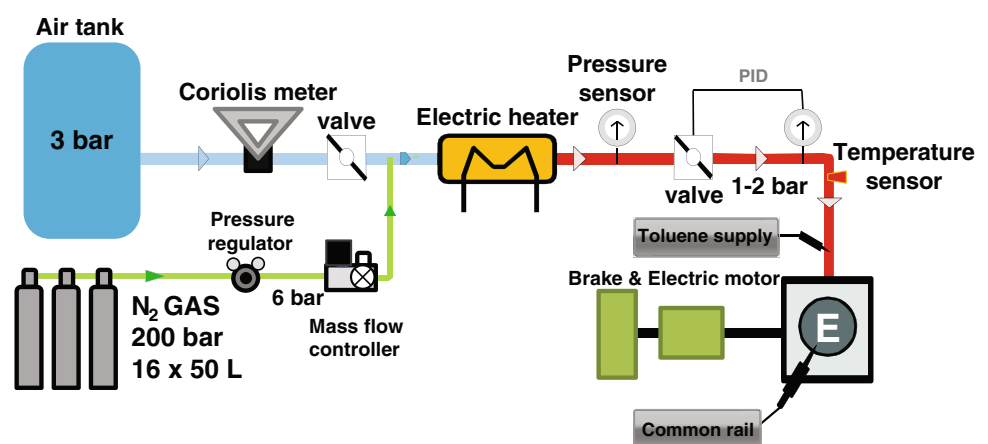 Air tank
3 bar
Coriolis meter
valve
Electric heater
Pressure
sensor
PID
valve
1-2 bar
Temperature
sensor
Toluene supply
Pressure
regulator
6 bar
Mass flow
controller
N₂ GAS
200 bar
16 x 50 L
Brake & Electric motor
E
Common rail